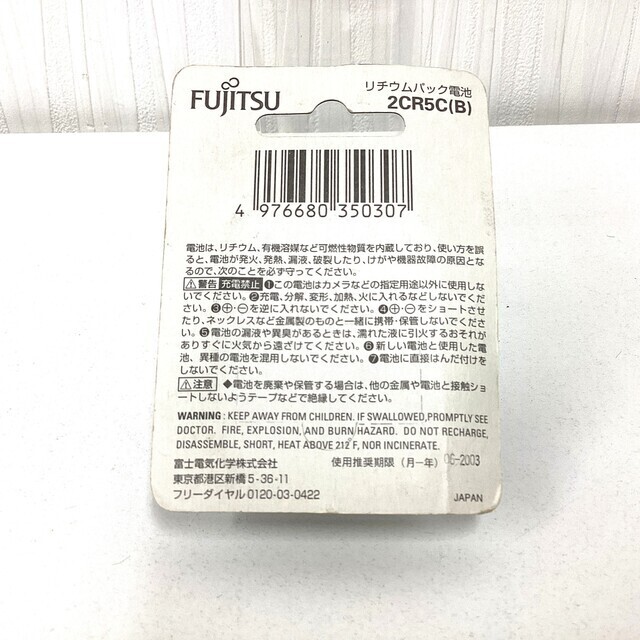 FUJITSU
リチウムパック電池
2CR5C(B)
4 976680 350307
電池は、リチウム、有機溶媒など可燃性物質を内蔵しており、使い方を誤
ると、電池が発火、発熱、漏液、破裂したり、けがや機器故障の原因とな
るので、次のことを必ず守ってください。
⚠警告 充電禁止 ❶この電池はカメラなどの指定用途以外に使用しな
いでください。❷充電、分解、変形、加熱、火に入れるなどしないでくだ
さい。❸⊕・⊖を逆に入れないでください。❹⊕・⊖をショートさせ
たり、ネックレスなど金属製のものと一緒に携帯・保管しないでくださ
い。❺電池の漏液や異臭があるときは、漏れた液に引火するおそれが
ありすぐに火気から遠ざけてください。❻新しい電池と使用した電
池、異種の電池を混用しないでください。❼電池に直接はんだ付けを
しないでください。
⚠注意 ◆電池を廃棄や保管する場合は、他の金属や電池と接触ショ
ートしないようテープなどで絶縁してください。
WARNING : KEEP AWAY FROM CHILDREN. IF SWALLOWED,PROMPTLY SEE
DOCTOR. FIRE, EXPLOSION, AND BURN HAZARD. DO NOT RECHARGE,
DISASSEMBLE, SHORT, HEAT ABOVE 212°F, NOR INCINERATE.
富士電気化学株式会社 使用推奨期限(月−年) 06-2003
東京都港区新橋5-36-11
フリーダイヤル0120-03-0422
JAPAN